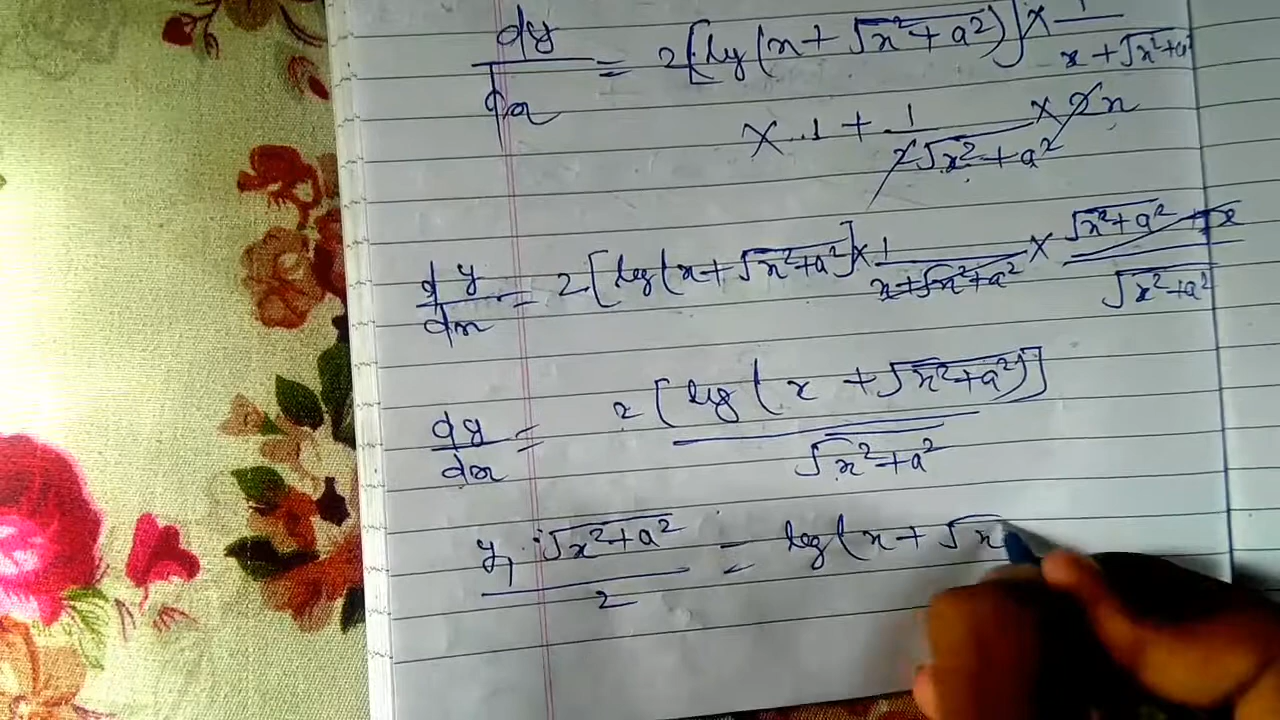 dy/dx = 2[log(x + √x²+a²)] × 1/x + √x²+a²
× 1 + 1/2√x²+a² × 2x
dy/dx = 2[log(x+√x²+a²] × 1/x+√x²+a² × √x²+a² + x/√x²+a²
dy/dx = 2[log(x + √x²+a²)]/√x²+a²
y₁ · √x²+a²/2 = log(x + √x